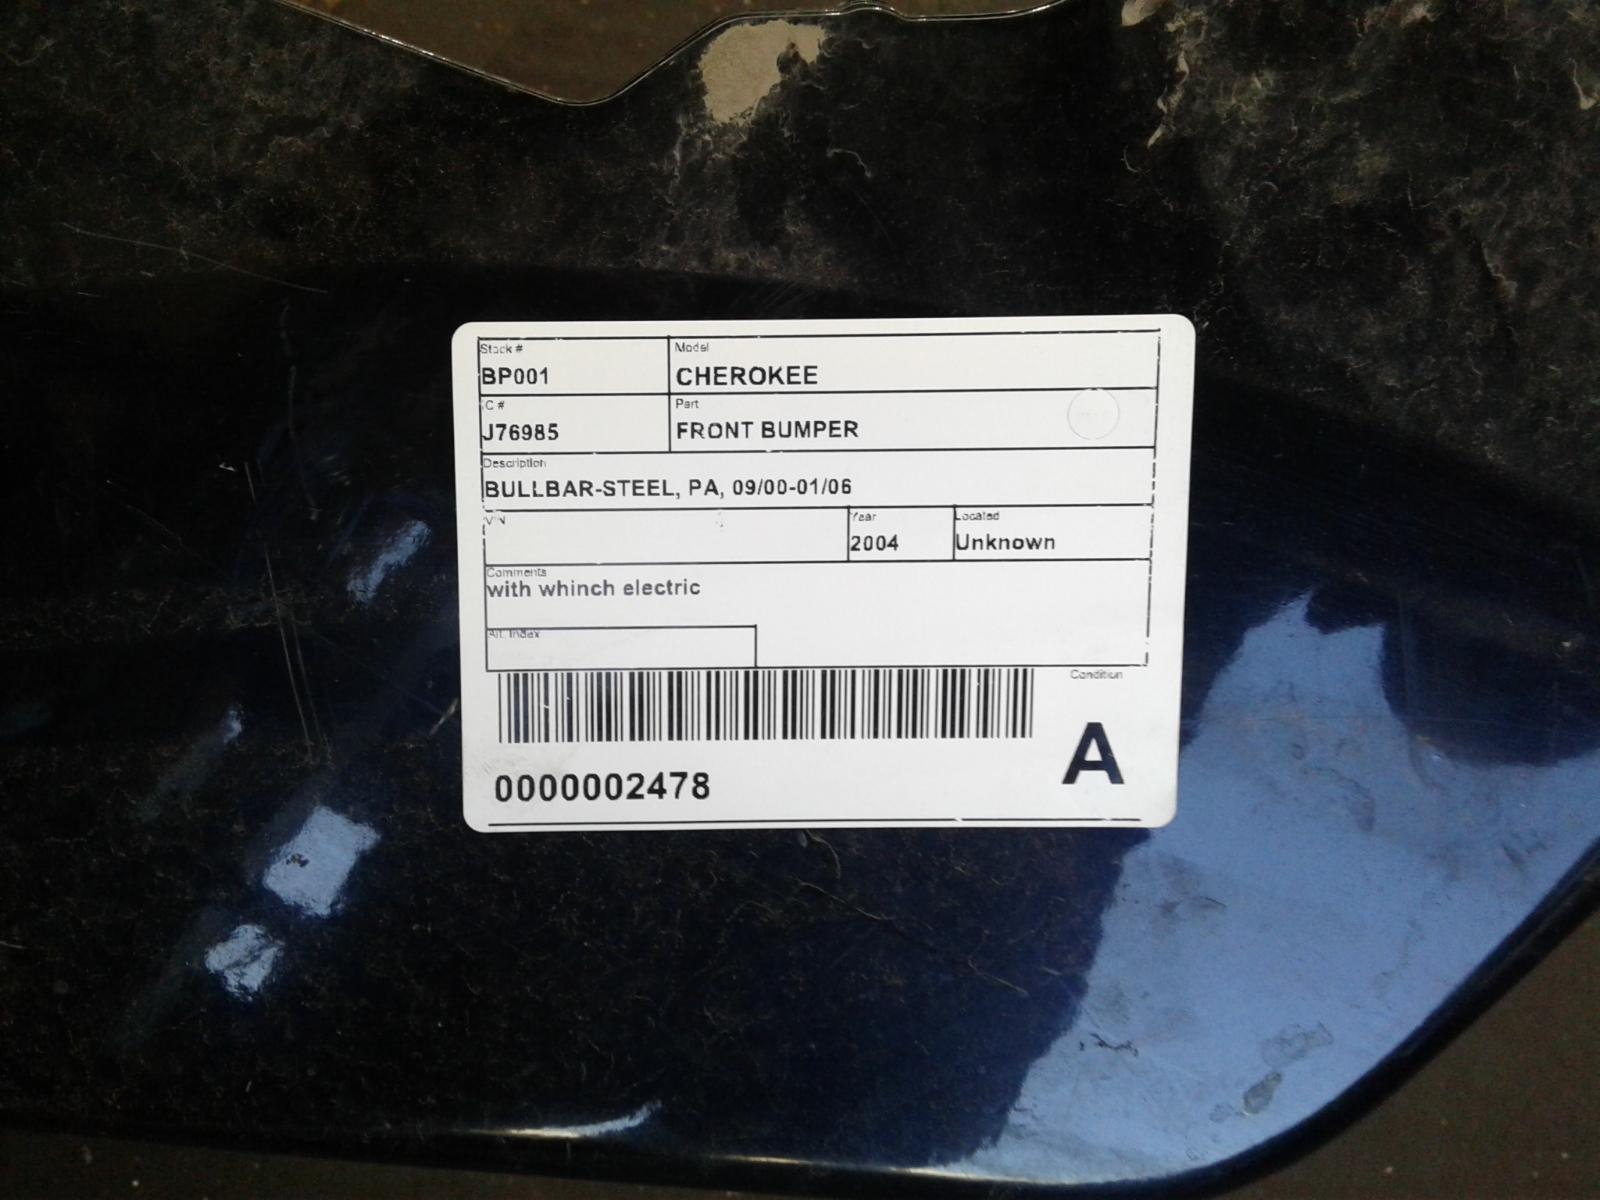 Stock #
Model
BP001
CHEROKEE
IC #
Part
J76985
FRONT BUMPER
Description
BULLBAR-STEEL, PA, 09/00-01/06
VIN
Year
Located
2004
Unknown
Comments
with whinch electric
Alt. Index
Condition
A
0000002478